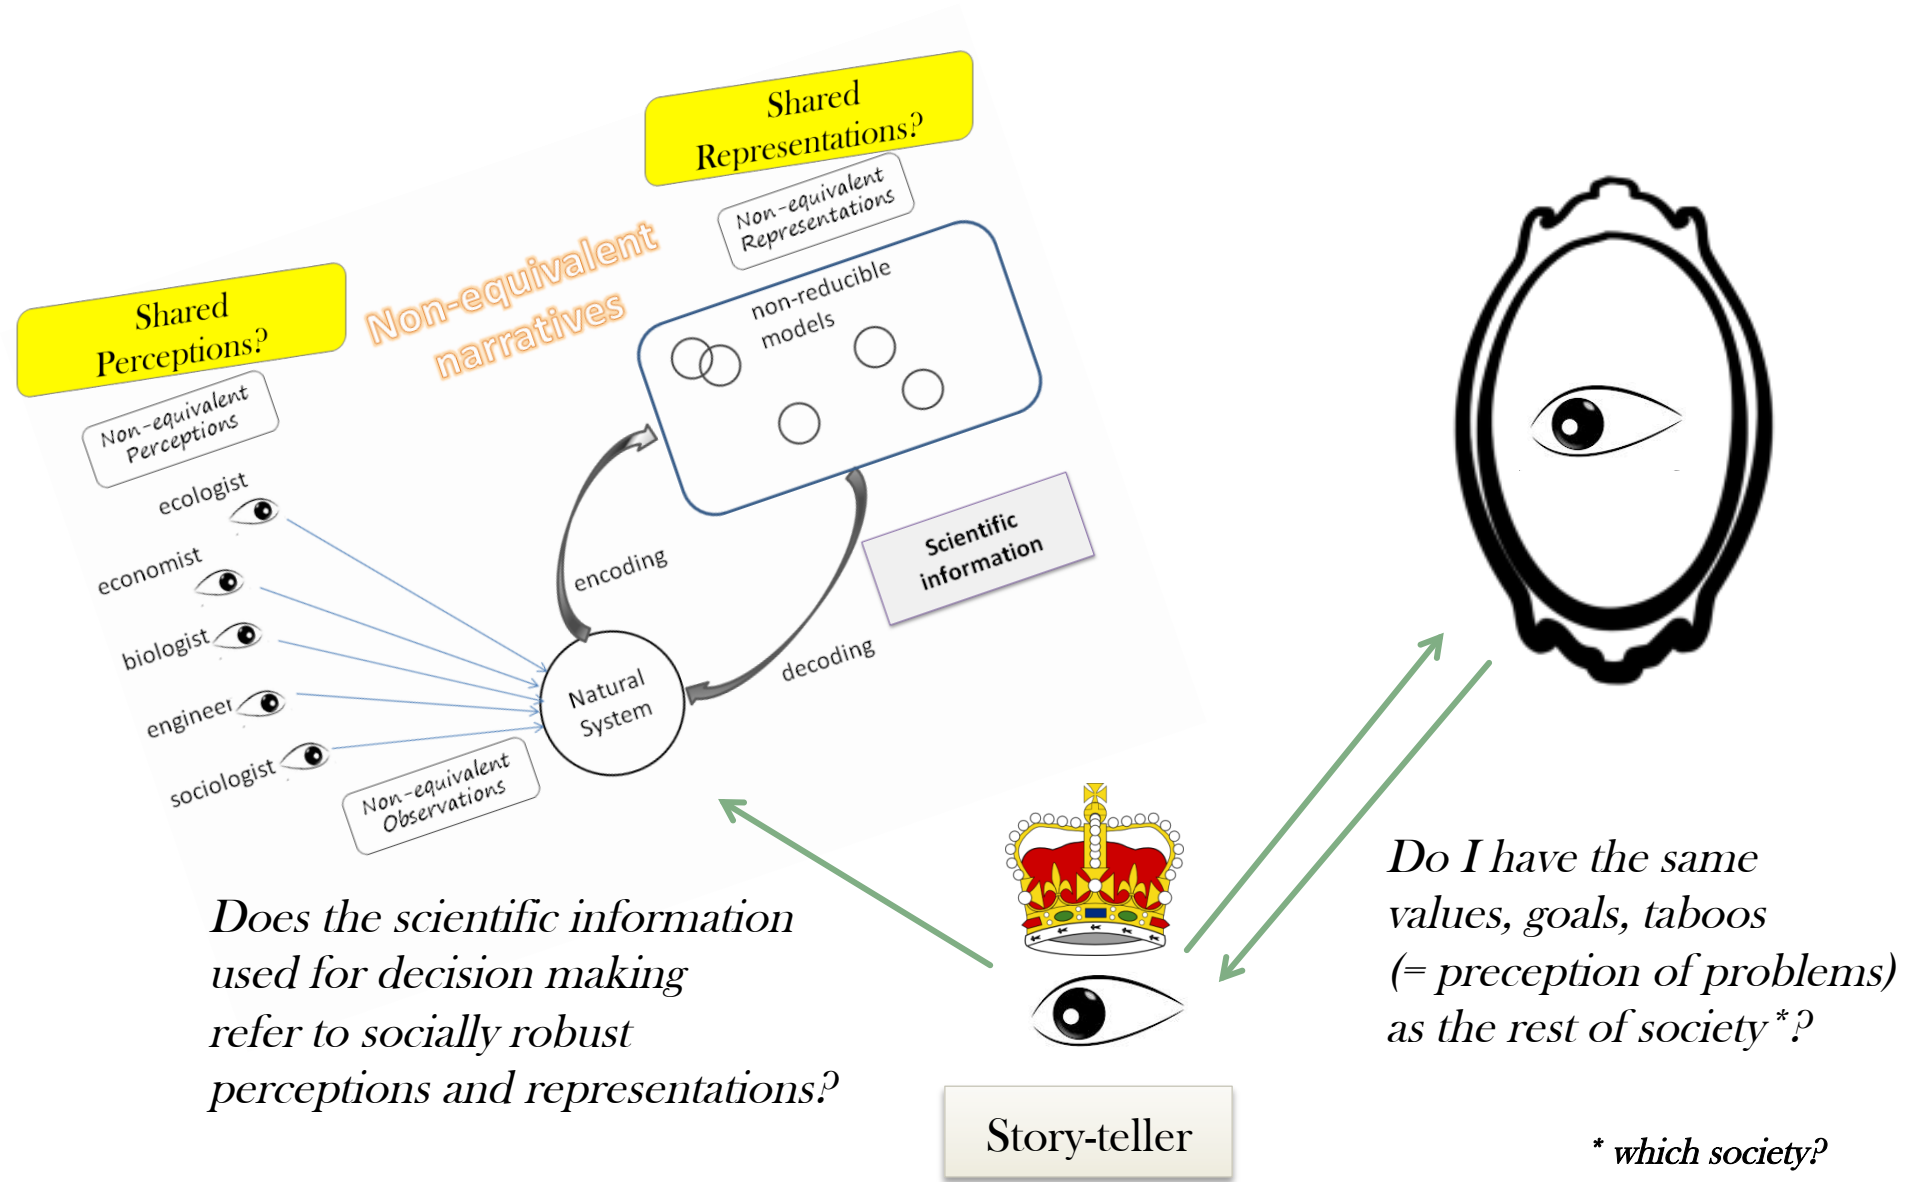 Shared
Representations?
Non-equivalent
Representations
Non-equivalent
narratives
non-reducible
models
Shared
Perceptions?
Non-equivalent
Perceptions
ecologist
economist
biologist
engineer
sociologist
Non-equivalent
Observations
encoding
Natural
System
decoding
Scientific
information
Does the scientific information
used for decision making
refer to socially robust
perceptions and representations?
Story-teller
Do I have the same
values, goals, taboos
(= preception of problems)
as the rest of society*?
* which society?